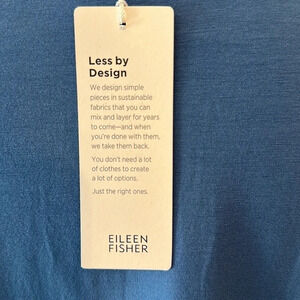 Less by
Design
We design simple
pieces in sustainable
fabrics that you can
mix and layer for years
to come—and when
you're done with them,
we take them back.
You don't need a lot
of clothes to create
a lot of options.
Just the right ones.
EILEEN
FISHER